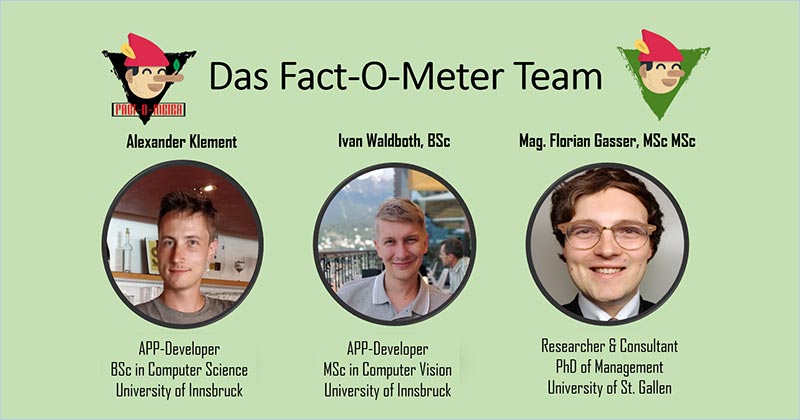 Das Fact-O-Meter Team
FACT-O-METER
Alexander Klement
Ivan Waldboth, BSc
Mag. Florian Gasser, MSc MSc
APP-Developer
BSc in Computer Science
University of Innsbruck
APP-Developer
MSc in Computer Vision
University of Innsbruck
Researcher & Consultant
PhD of Management
University of St. Gallen